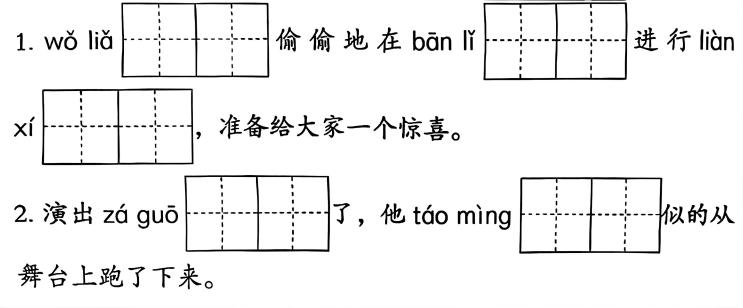 1. wǒ liǎ 偷偷地在 bān lǐ 进行 liàn
xí ，准备给大家一个惊喜。
2. 演出 zá guō 了，他 táo mìng 似的从
舞台上跑了下来。